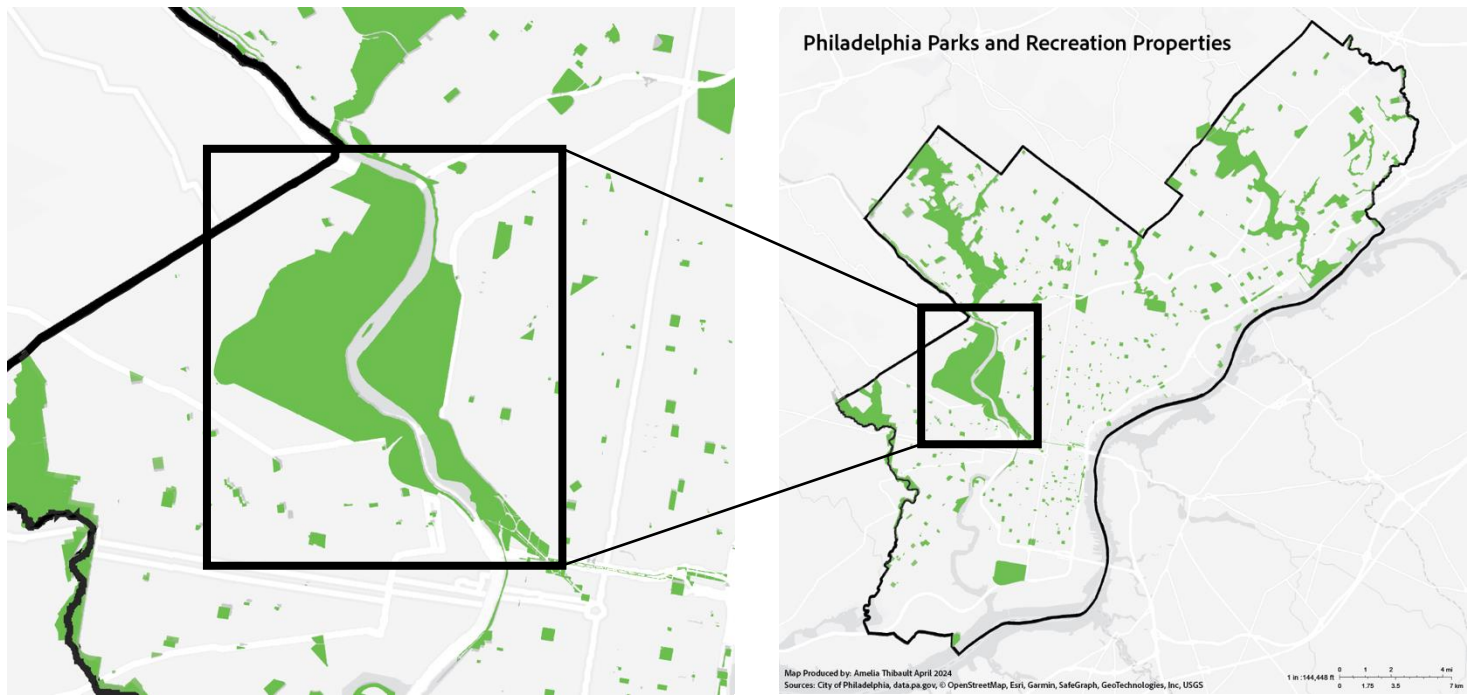 Philadelphia Parks and Recreation Properties
Map Produced by: Amelia Thibault April 2024
Sources: City of Philadelphia, data.pa.gov, © OpenStreetMap, Esri, Garmin, SafeGraph, GeoTechnologies, Inc, USGS
1 in :144,448 ft
0 1 2 4 mi
0 1.75 3.5 7 km